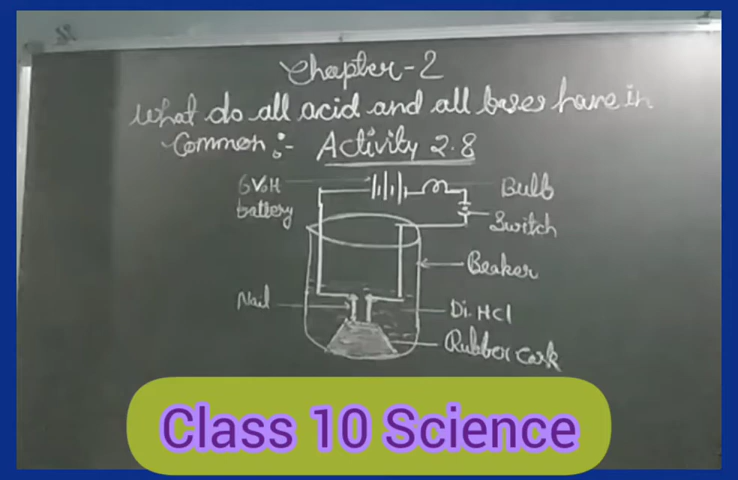 Chapter-2
What do all acid and all bases have in
Common :- Activity 2.8
6 Volt
battery
Bulb
Switch
Beaker
Nail
Di. HCl
Rubber cork
Class 10 Science